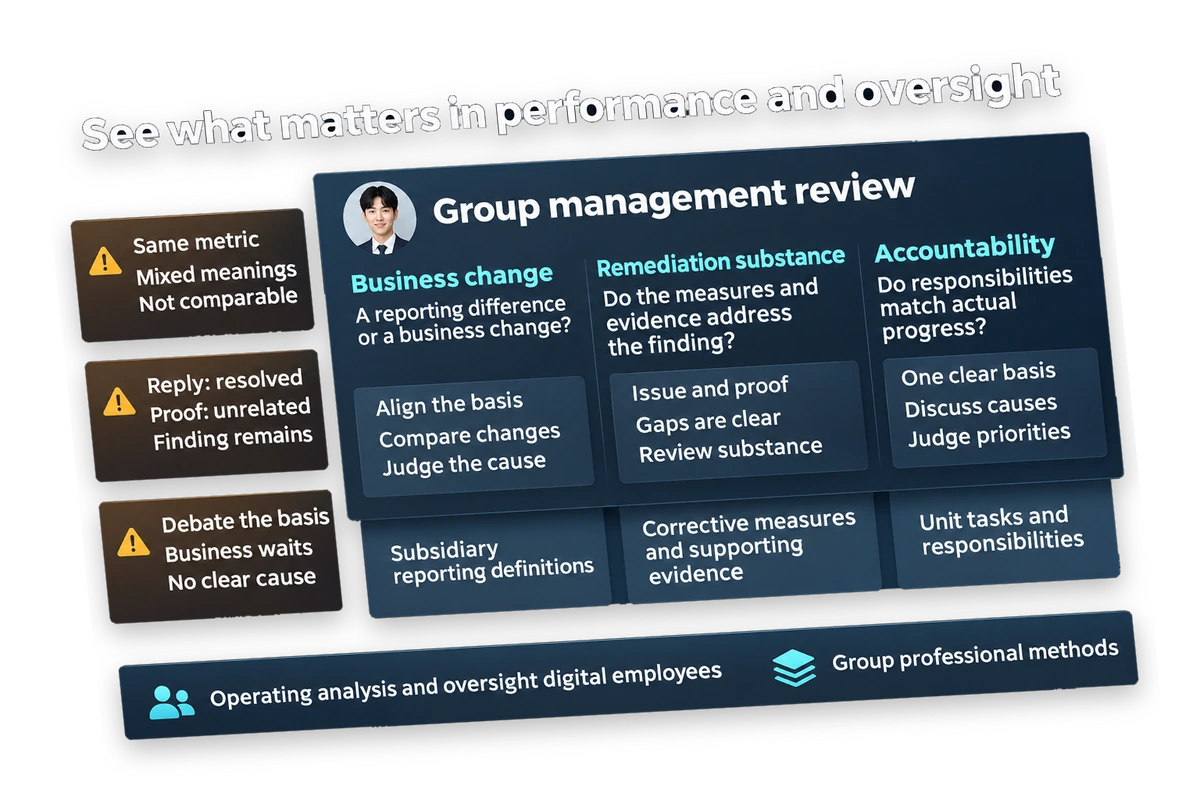 See what matters in performance and oversight
Same metric
Mixed meanings
Not comparable
Reply: resolved
Proof: unrelated
Finding remains
Debate the basis
Business waits
No clear cause
Group management review
Business change
A reporting difference
or a business change?
Align the basis
Compare changes
Judge the cause
Remediation substance
Do the measures and
evidence address
the finding?
Issue and proof
Gaps are clear
Review substance
Accountability
Do responsibilities
match actual
progress?
One clear basis
Discuss causes
Judge priorities
Subsidiary
reporting definitions
Corrective measures
and supporting
evidence
Unit tasks and
responsibilities
Operating analysis and oversight digital employees
Group professional methods